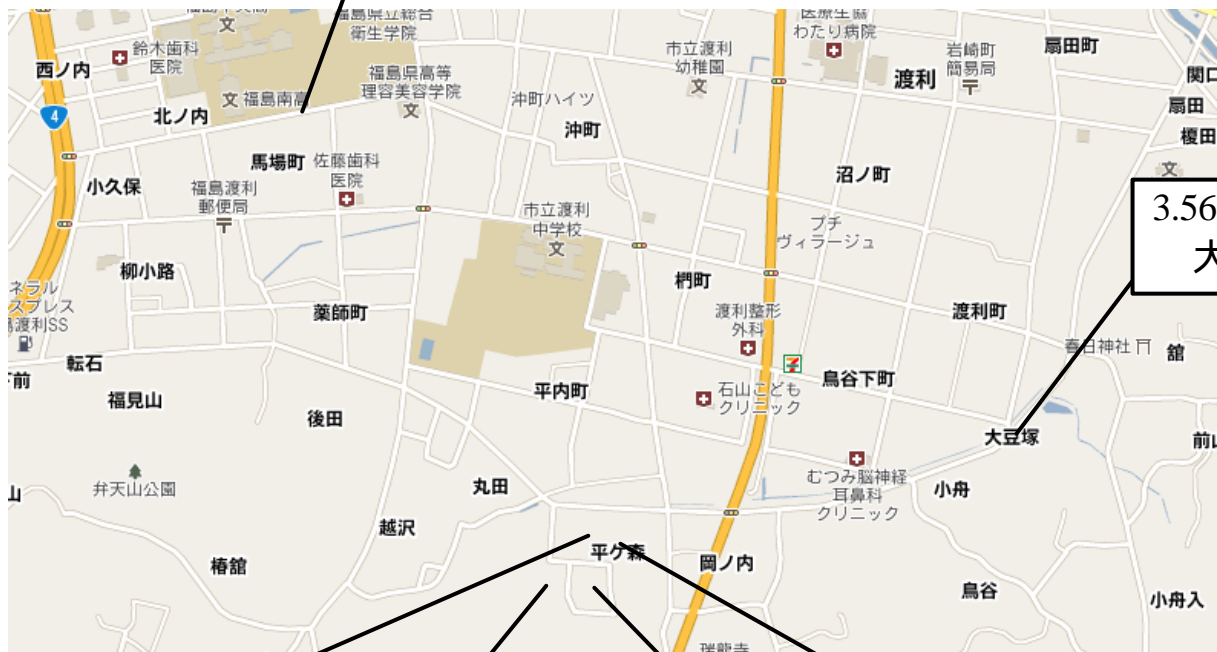 福島県立総合
衛生学院
医療生協
わたり病院
鈴木歯科
医院
西ノ内
市立渡利
幼稚園
岩崎町
簡易局
扇田町
渡利
関口
福島県高等
理容美容学院
福島南高
沖町ハイツ
扇田
4
北ノ内
沖町
榎田
馬場町
佐藤歯科
医院
沼ノ町
小久保
福島渡利
郵便局
市立渡利
中学校
プチ
ヴィラージュ
3.56
大
柳小路
椚町
ネラル
スプレス
渡利SS
薬師町
渡利整形
外科
渡利町
春日神社
舘
転石
前
平内町
石山こども
クリニック
鳥谷下町
福見山
後田
大豆塚
前山
弁天山公園
丸田
むつみ脳神経
耳鼻科
クリニック
小舟
山
越沢
平ケ森
岡ノ内
椿舘
鳥谷
小舟入
瑞龍寺